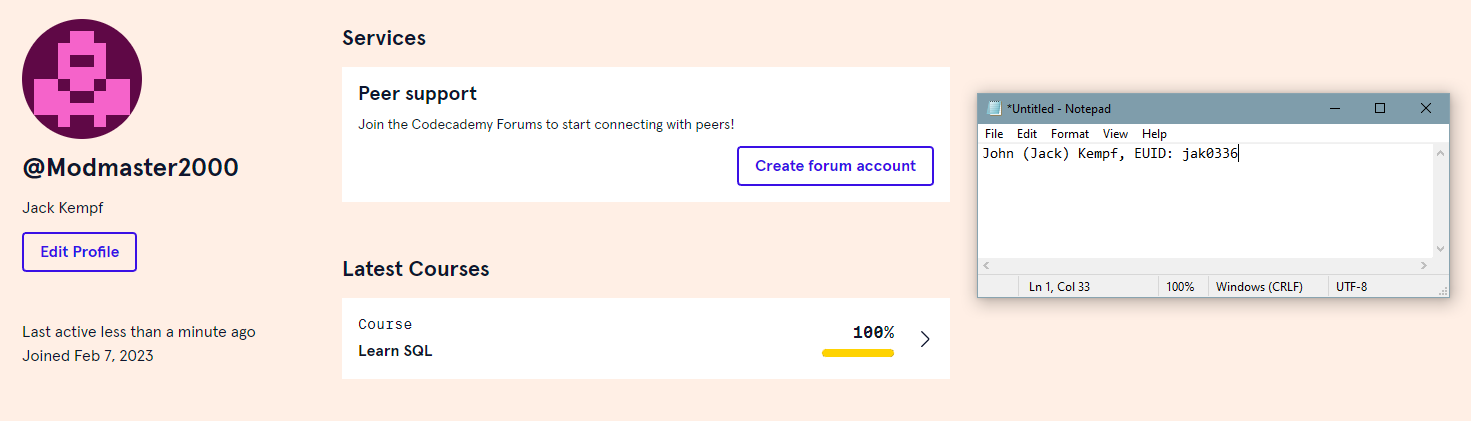 @Modmaster2000
Jack Kempf
Edit Profile
Last active less than a minute ago
Joined Feb 7, 2023
Services
Peer support
Join the Codecademy Forums to start connecting with peers!
Create forum account
Latest Courses
Course
100%
Learn SQL
*Untitled - Notepad
File Edit Format View Help
John (Jack) Kempf, EUID: jak0336
Ln 1, Col 33 100% Windows (CRLF) UTF-8